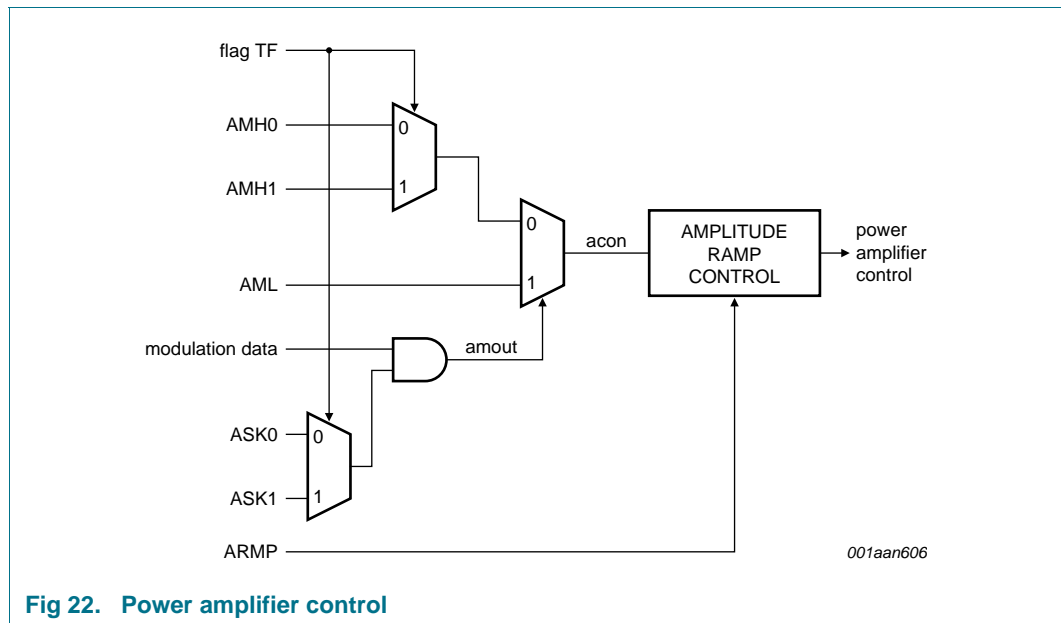 flag TF
AMH0
0
AMH1
1
AML
0
1
acon
AMPLITUDE
RAMP
CONTROL
power
amplifier
control
modulation data
amout
ASK0
0
ASK1
1
ARMP
001aan606
Fig 22. Power amplifier control